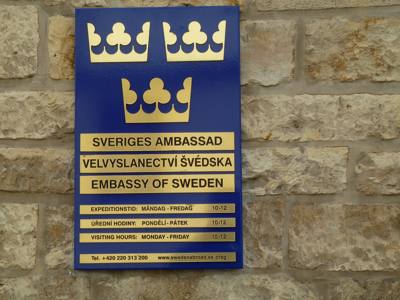 SVERIGES AMBASSAD
VELVYSLANECTVÍ ŠVÉDSKA
EMBASSY OF SWEDEN
EXPEDITIONSTID: MÅNDAG - FREDAG 10-12
ÚŘEDNÍ HODINY: PONDĚLÍ - PÁTEK 10-12
VISITING HOURS: MONDAY - FRIDAY 10-12
Tel. +420 220 313 200 www.swedenabroad.se/prag